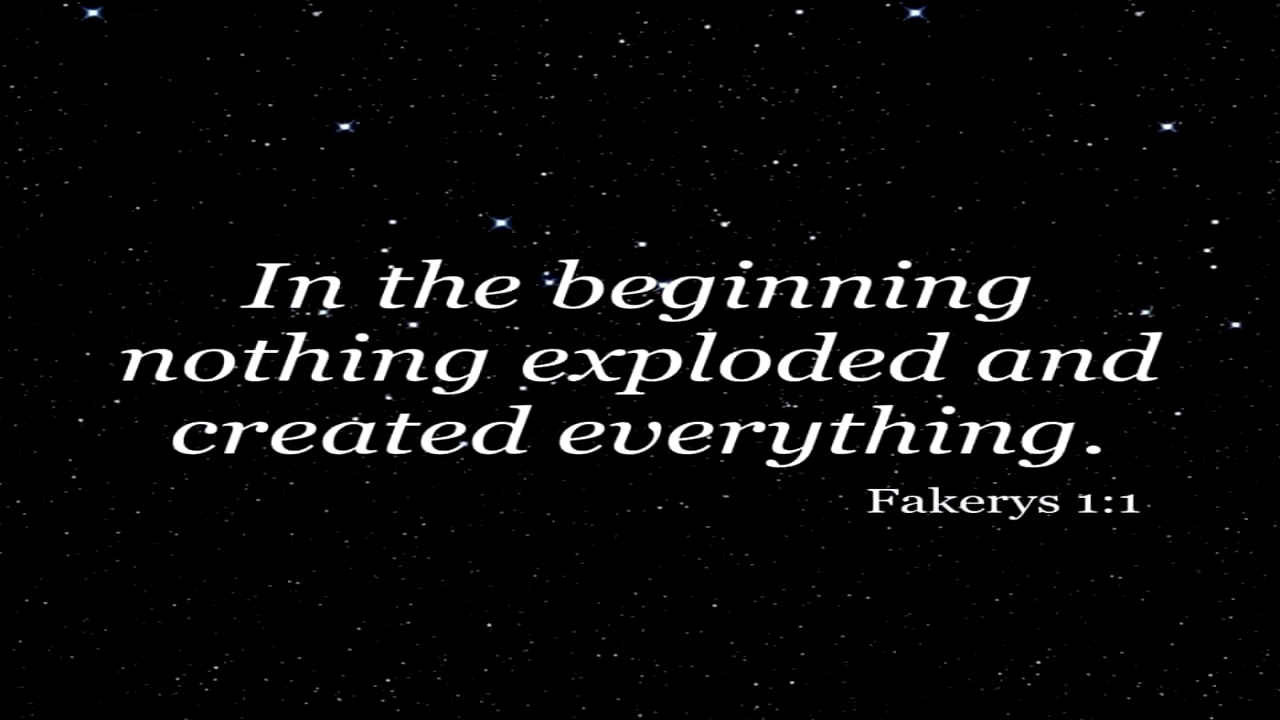 In the beginning
nothing exploded and
created everything.
Fakerys 1:1